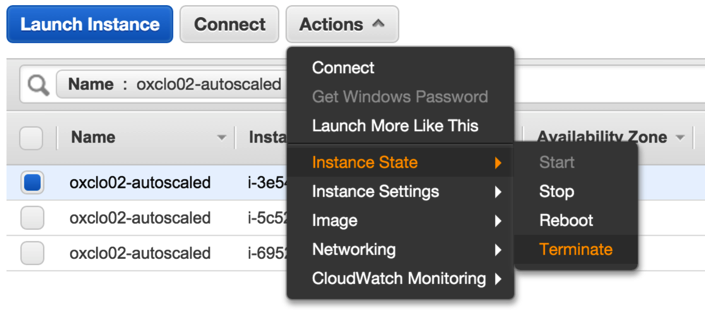 Launch Instance Connect Actions
Name : oxclo02-autoscaled
Connect
Get Windows Password
Launch More Like This
Name Availability Zone
Instance State Start
oxclo02-autoscaled
Instance Settings Stop
oxclo02-autoscaled
Image Reboot
oxclo02-autoscaled
Networking Terminate
CloudWatch Monitoring